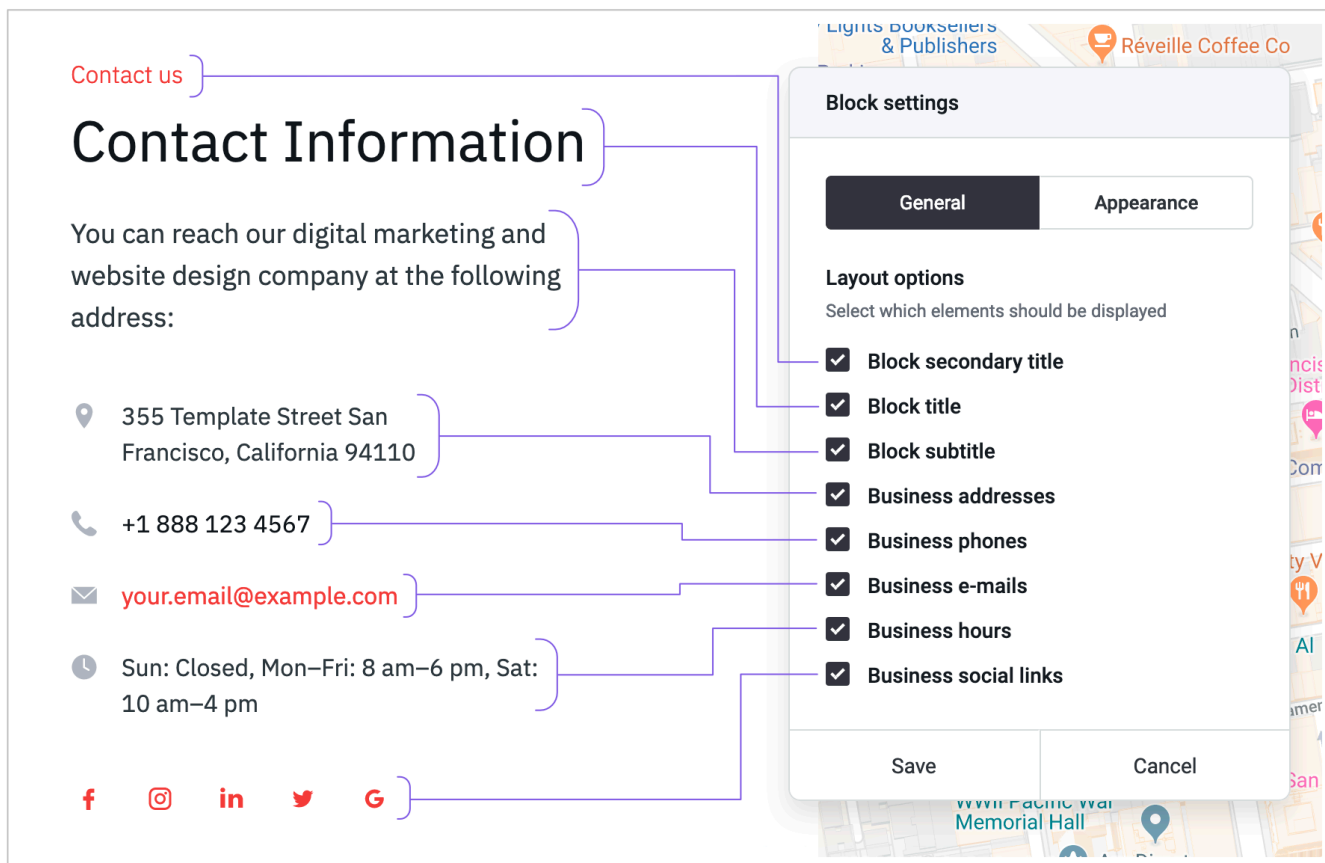 Contact us
Contact Information
You can reach our digital marketing and
website design company at the following
address:
355 Template Street San
Francisco, California 94110
+1 888 123 4567
your.email@example.com
Sun: Closed, Mon–Fri: 8 am–6 pm, Sat:
10 am–4 pm
Lights Booksellers
& Publishers
Réveille Coffee Co
Block settings
General
Appearance
Layout options
Select which elements should be displayed
Block secondary title
Block title
Block subtitle
Business addresses
Business phones
Business e-mails
Business hours
Business social links
Save
Cancel
WWII Pacific War
Memorial Hall
Al
San